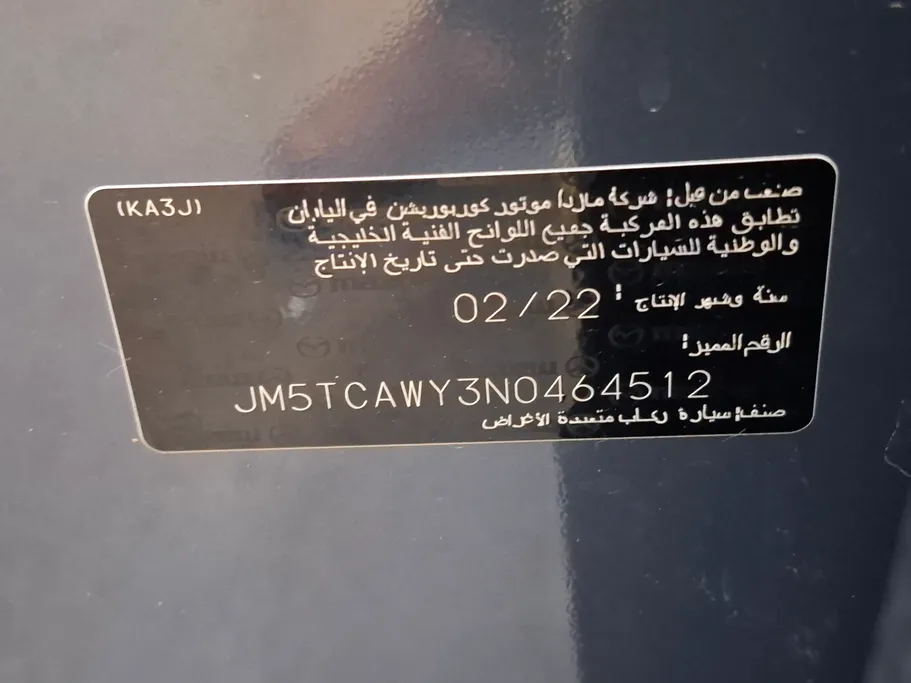 (KA3J)
صنعت من قبل: شركة مازدا موتور كوربوريشن في اليابان
تطابق هذه المركبة جميع اللوائح الفنية الخليجية
والوطنية للسيارات التي صدرت حتى تاريخ الإنتاج
سنة وشهر الإنتاج : 02/22
الرقم المميز:
JM5TCAWY3N0464512
صنف: سيارة ركاب متعددة الأغراض